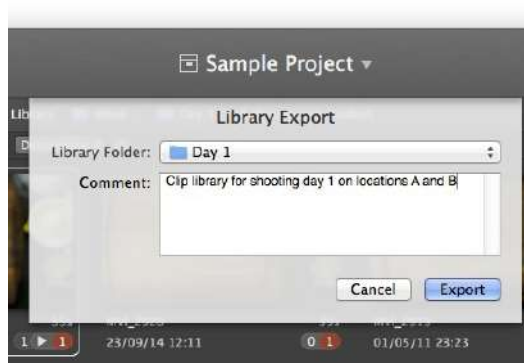 Sample Project
Library Export
Library Folder: Day 1
Comment: Clip library for shooting day 1 on locations A and B
Cancel Export
1 1 23/09/14 12:11 0 1 01/05/11 23:23